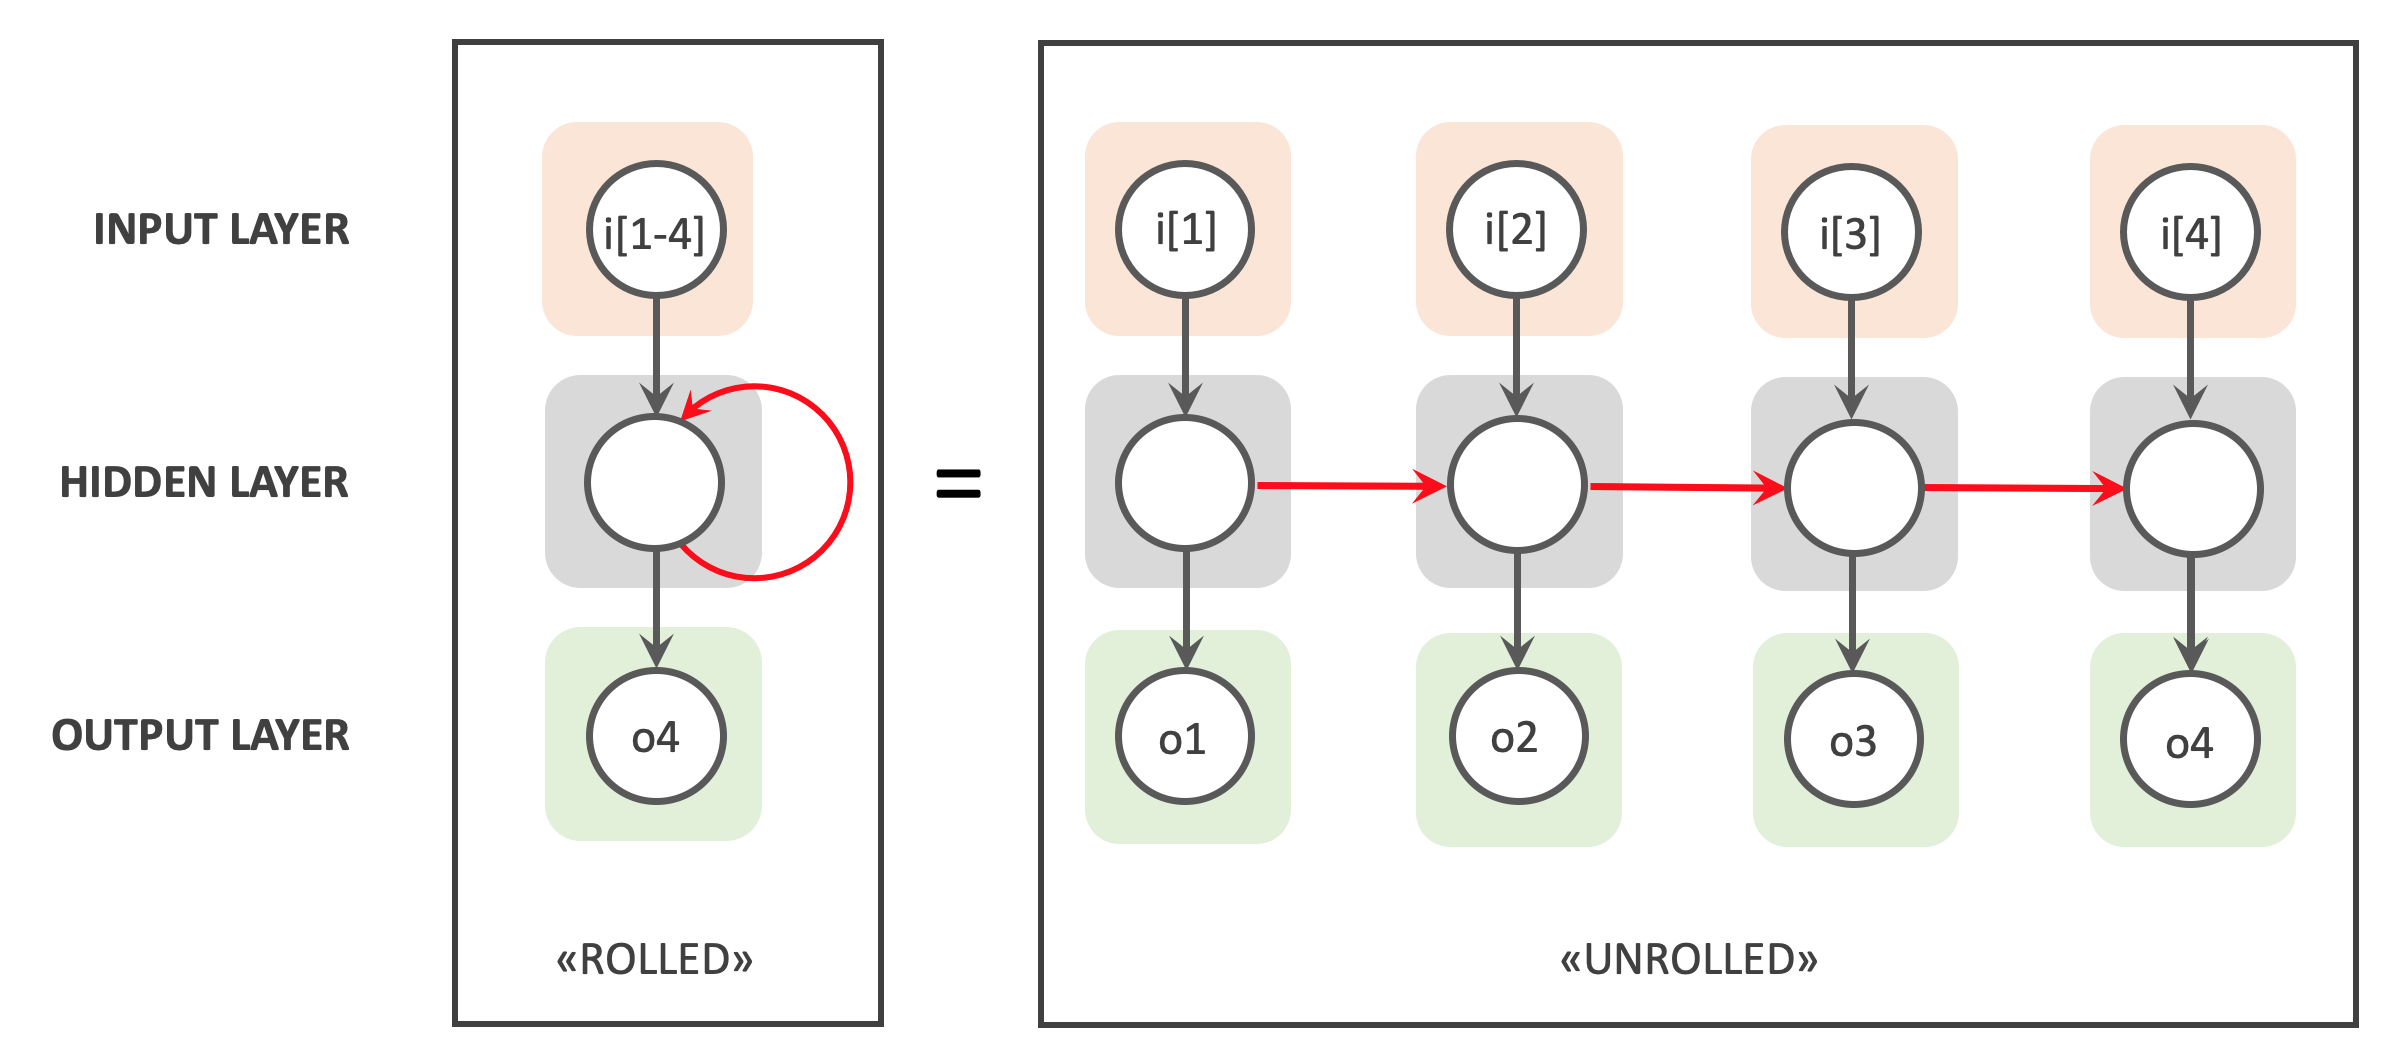 INPUT LAYER
i[1-4]
i[1]
i[2]
i[3]
i[4]
HIDDEN LAYER
=
OUTPUT LAYER
o4
o1
o2
o3
o4
«ROLLED»
«UNROLLED»